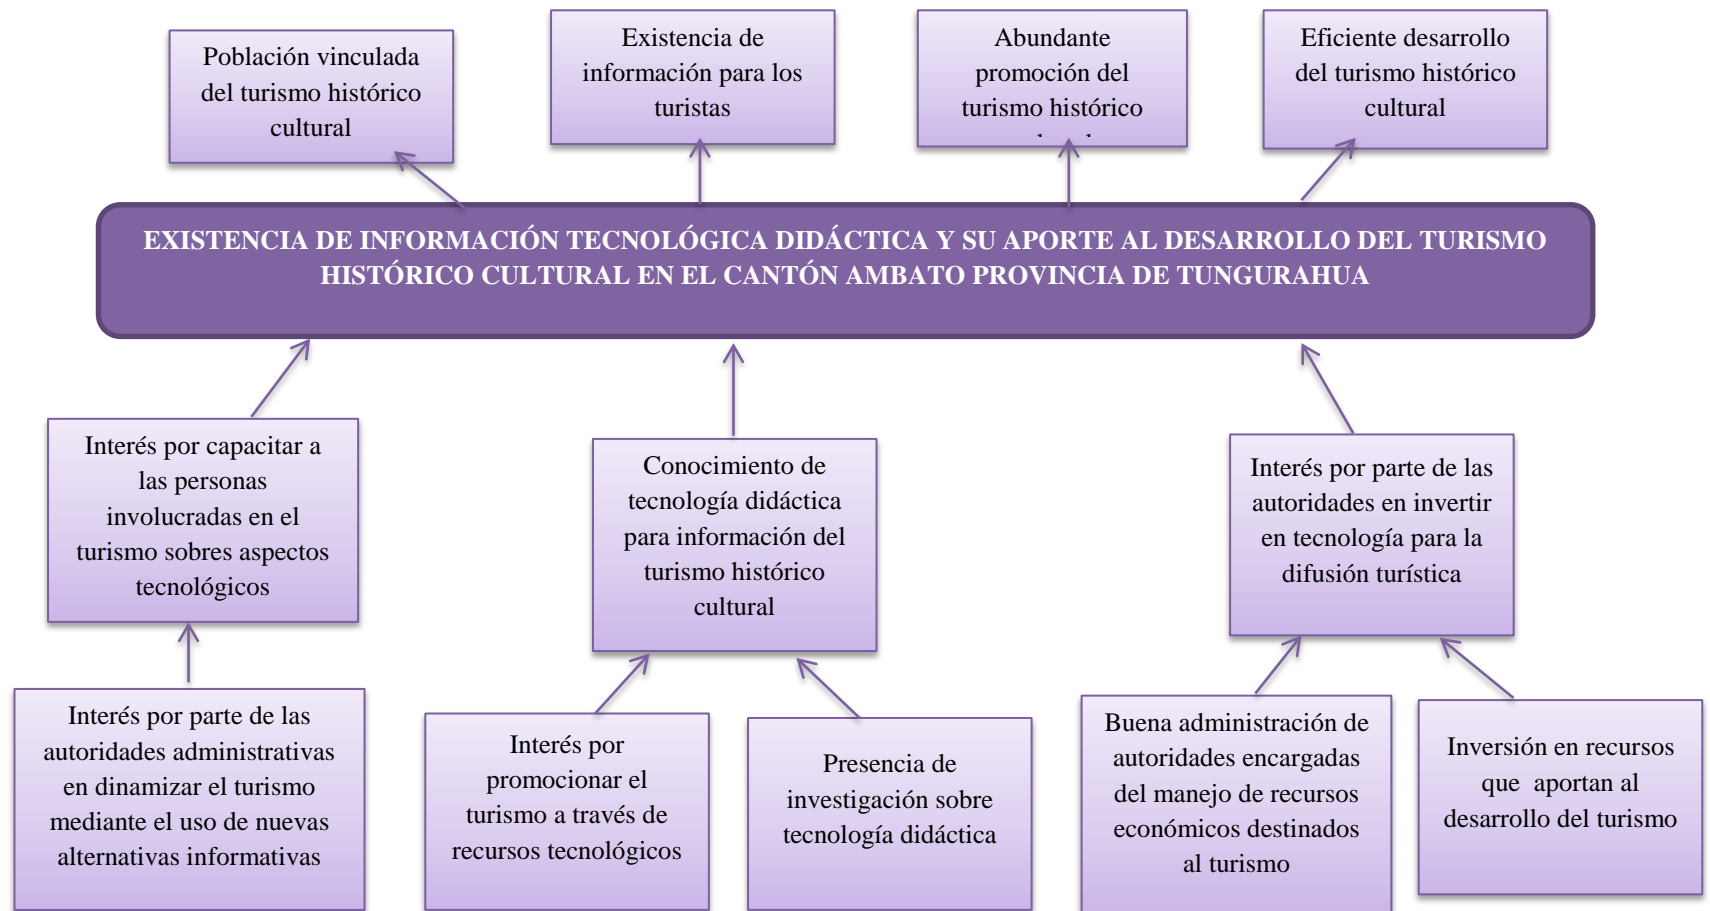 Población vinculada
del turismo histórico
cultural
Existencia de
información para los
turistas
Abundante
promoción del
turismo histórico
Eficiente desarrollo
del turismo histórico
cultural
EXISTENCIA DE INFORMACIÓN TECNOLÓGICA DIDÁCTICA Y SU APORTE AL DESARROLLO DEL TURISMO
HISTÓRICO CULTURAL EN EL CANTÓN AMBATO PROVINCIA DE TUNGURAHUA
Interés por capacitar a
las personas
involucradas en el
turismo sobres aspectos
tecnológicos
Conocimiento de
tecnología didáctica
para información del
turismo histórico
cultural
Interés por parte de las
autoridades en invertir
en tecnología para la
difusión turística
Interés por parte de las
autoridades administrativas
en dinamizar el turismo
mediante el uso de nuevas
alternativas informativas
Interés por
promocionar el
turismo a través de
recursos tecnológicos
Presencia de
investigación sobre
tecnología didáctica
Buena administración de
autoridades encargadas
del manejo de recursos
económicos destinados
al turismo
Inversión en recursos
que aportan al
desarrollo del turismo